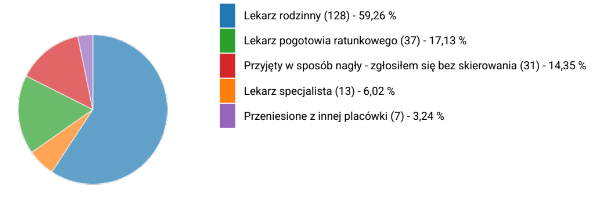 Lekarz rodzinny (128) - 59,26 %
Lekarz pogotowia ratunkowego (37) - 17,13 %
Przyjęty w sposób nagły - zgłosiłem się bez skierowania (31) - 14,35 %
Lekarz specjalista (13) - 6,02 %
Przeniesione z innej placówki (7) - 3,24 %